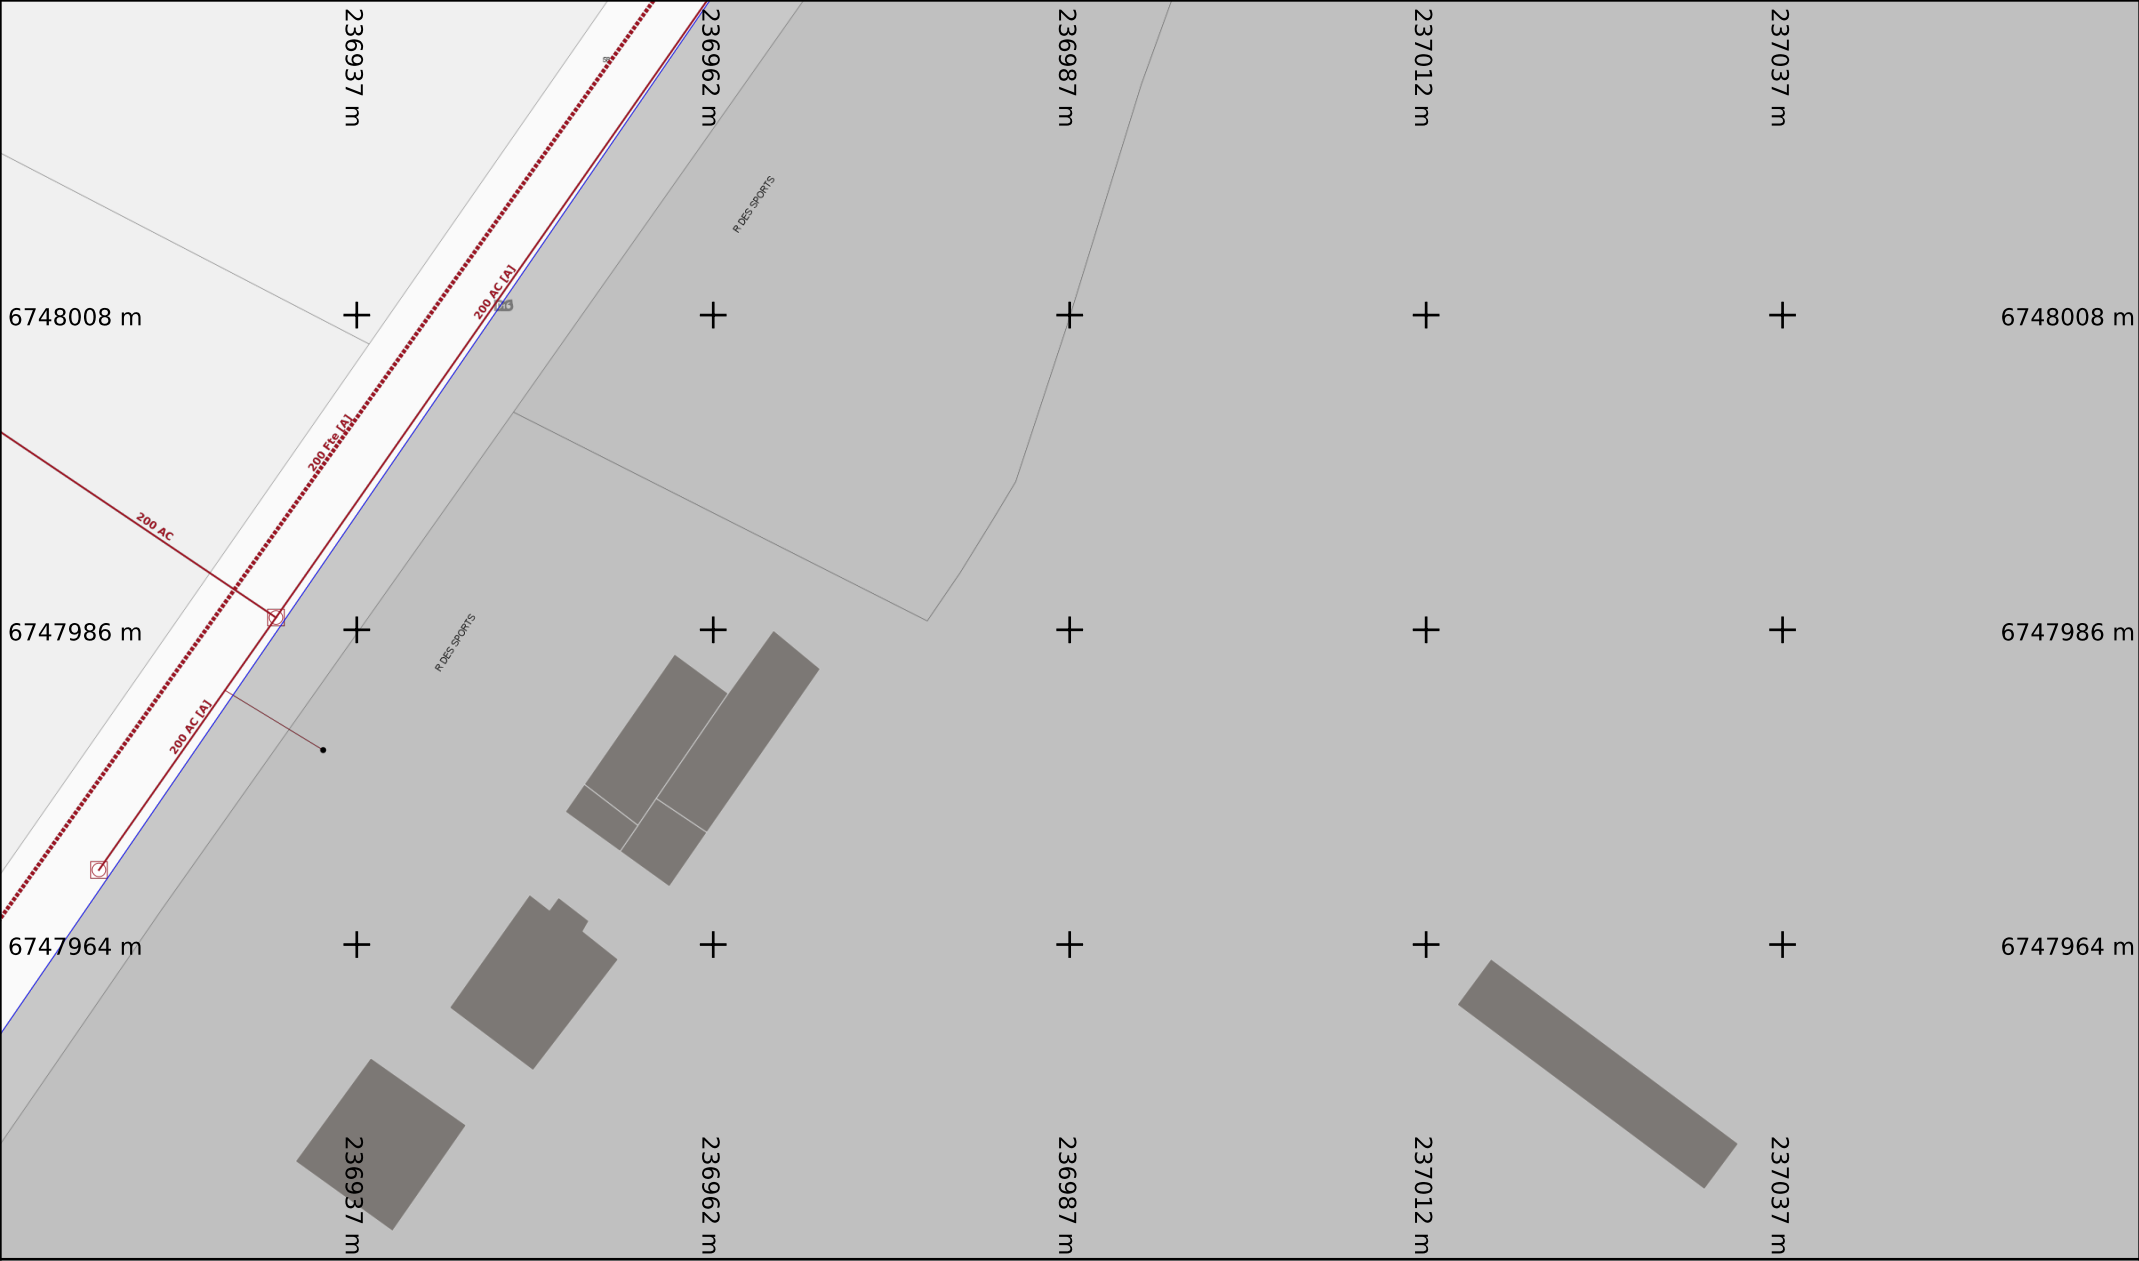 236937 m
236962 m
236987 m
237012 m
237037 m
R DES SPORTS
200 AC [A]
6748008 m
6748008 m
200 Fte [A]
200 AC
6747986 m
6747986 m
R DES SPORTS
200 AC [A]
6747964 m
6747964 m
236937 m
236962 m
236987 m
237012 m
237037 m